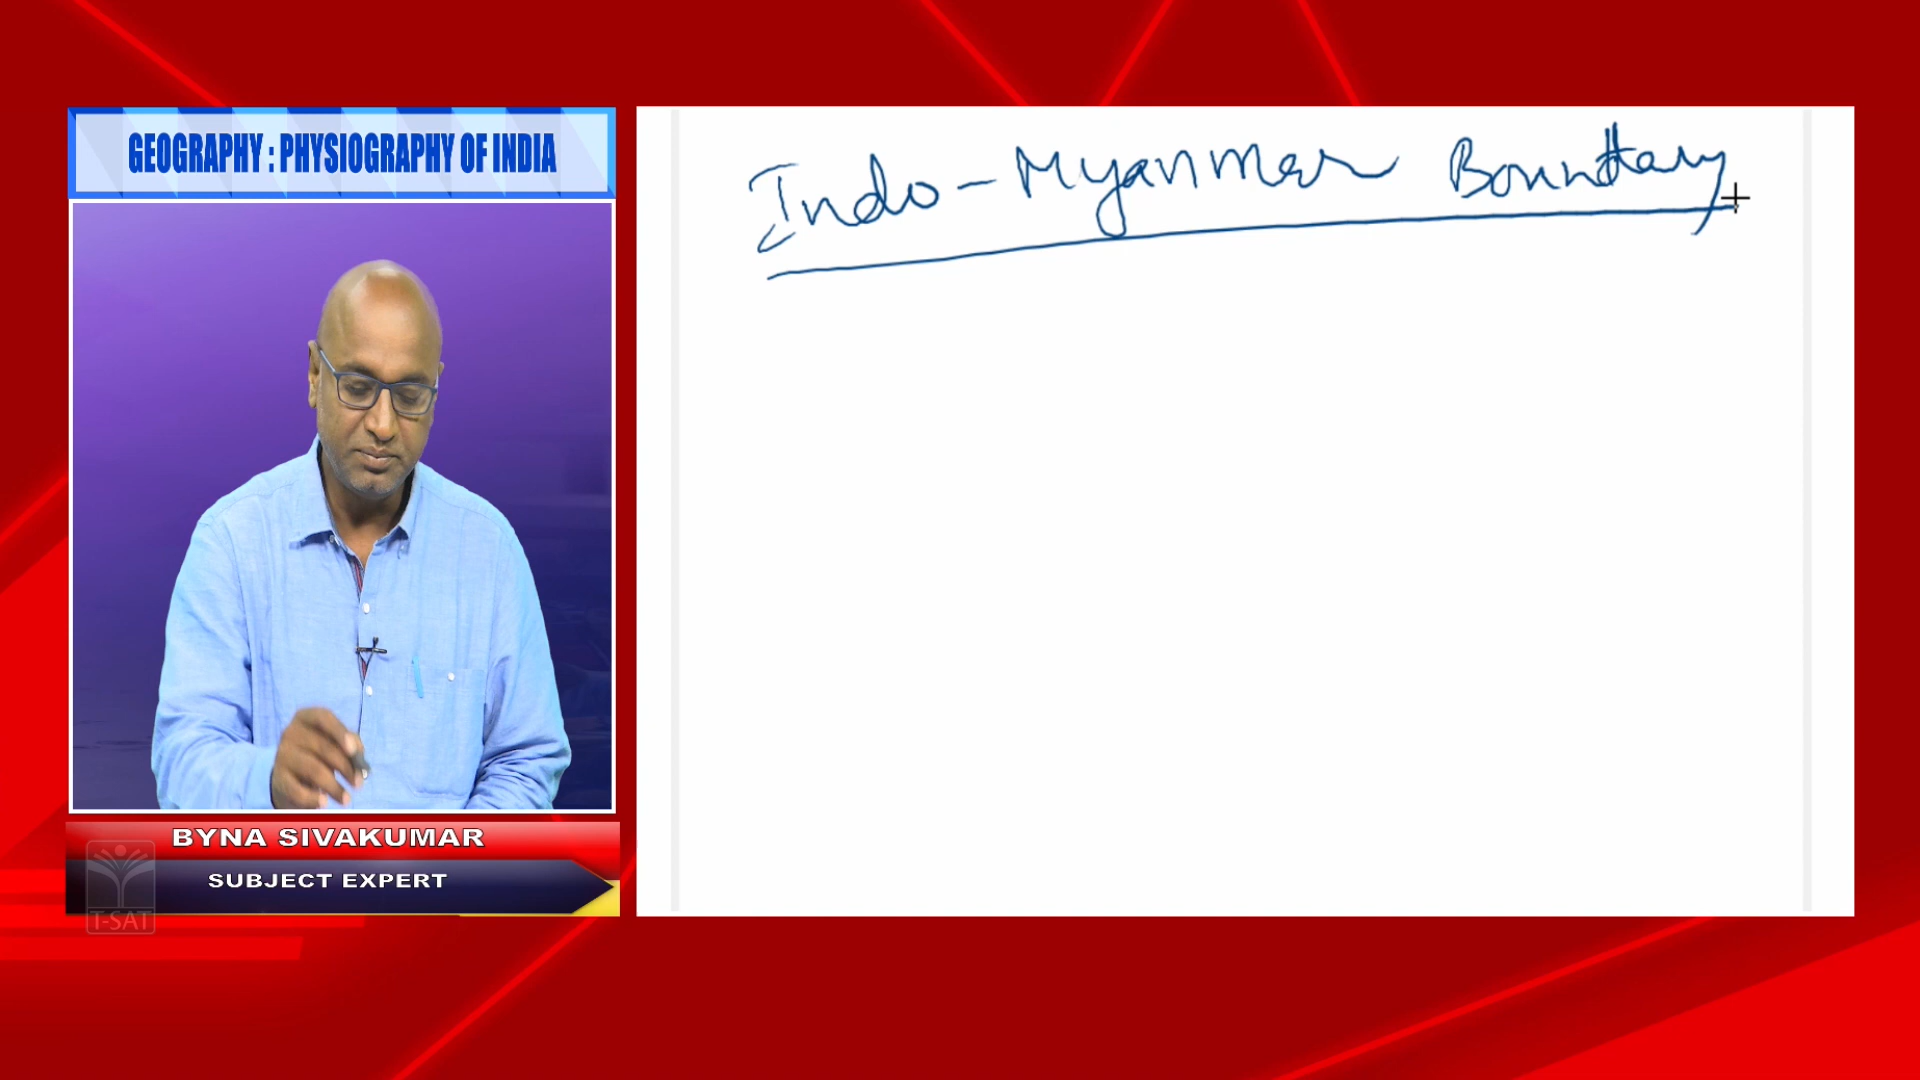 GEOGRAPHY : PHYSIOGRAPHY OF INDIA
Indo - Myanmar Boundary
BYNA SIVAKUMAR
SUBJECT EXPERT
T-SAT